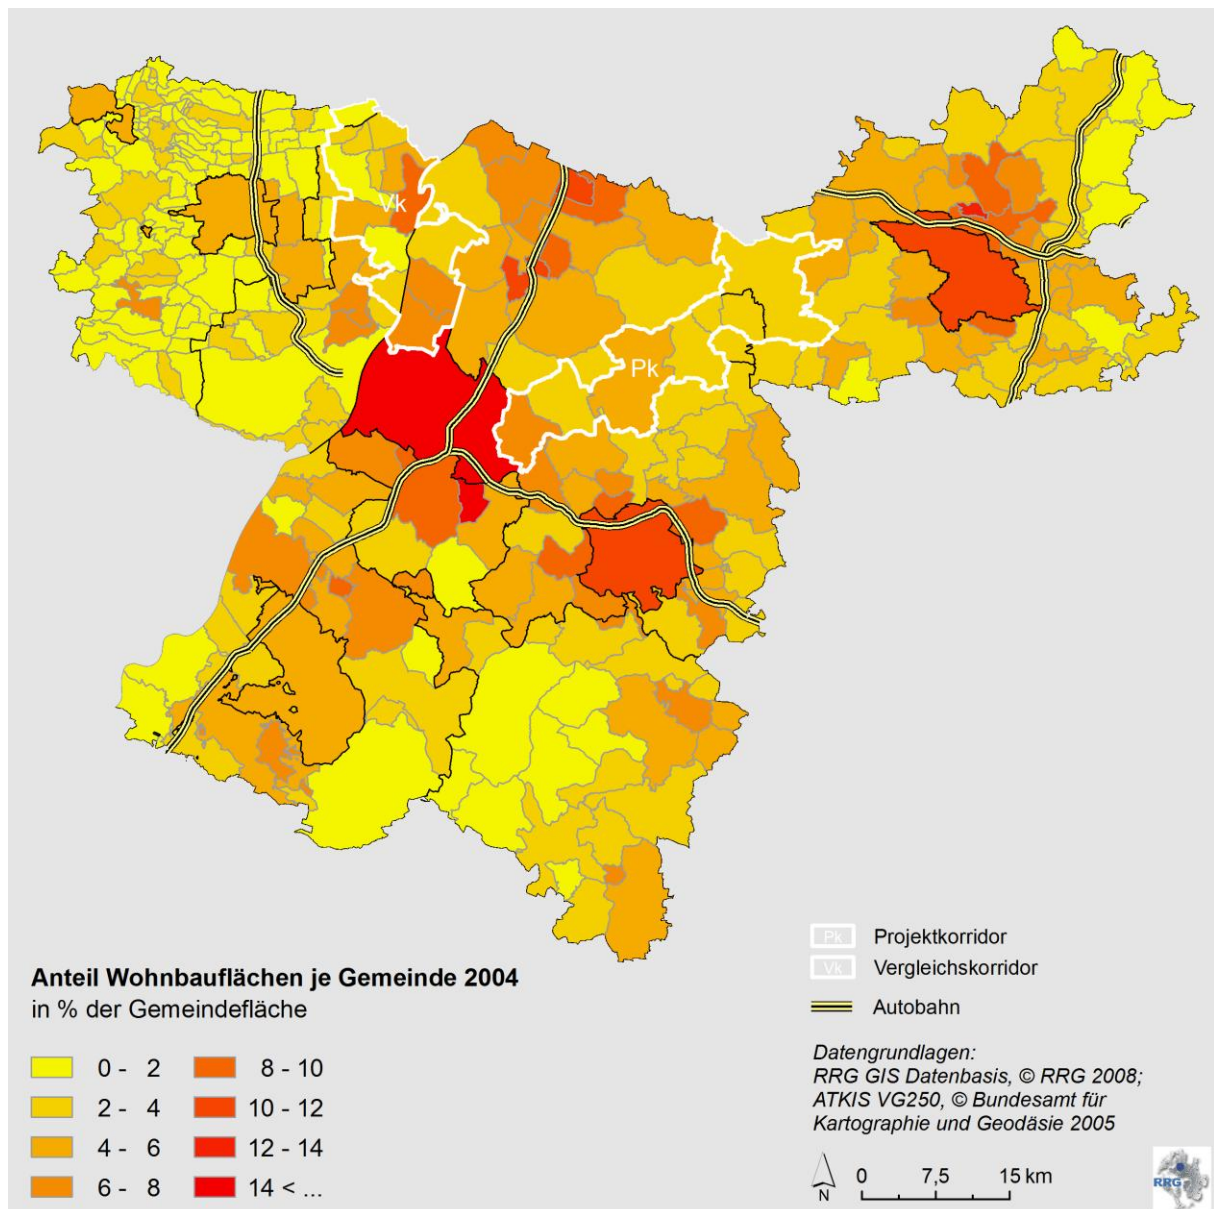 Vk
Pk
Anteil Wohnbauflächen je Gemeinde 2004
in % der Gemeindefläche
0 - 2
2 - 4
4 - 6
6 - 8
8 - 10
10 - 12
12 - 14
14 < ...
Pk Projektkorridor
Vk Vergleichskorridor
Autobahn
Datengrundlagen:
RRG GIS Datenbasis, © RRG 2008;
ATKIS VG250, © Bundesamt für
Kartographie und Geodäsie 2005
N
0 7,5 15 km
RRG